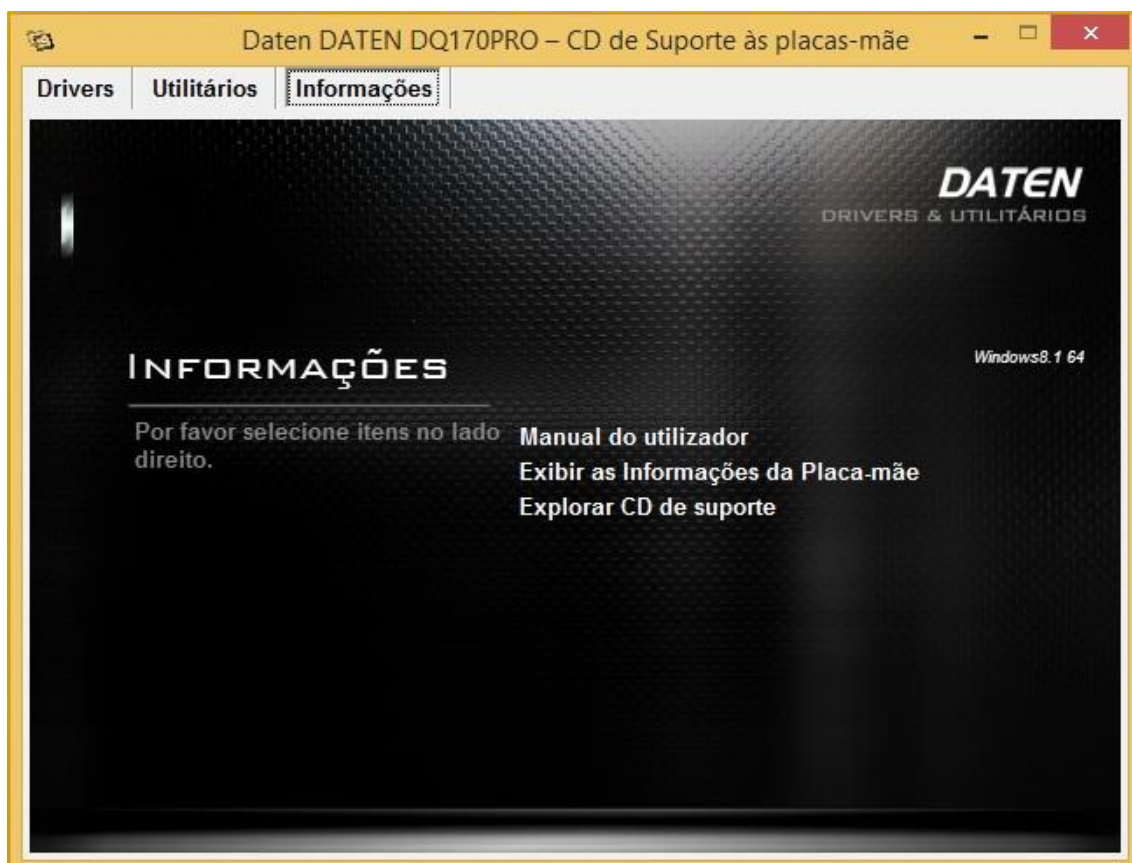 Daten DATEN DQ170PRO – CD de Suporte às placas-mãe
Drivers Utilitários Informações
DATEN
DRIVERS & UTILITÁRIOS
INFORMAÇÕES
Windows8.1 64
Por favor selecione itens no lado
direito.
Manual do utilizador
Exibir as Informações da Placa-mãe
Explorar CD de suporte